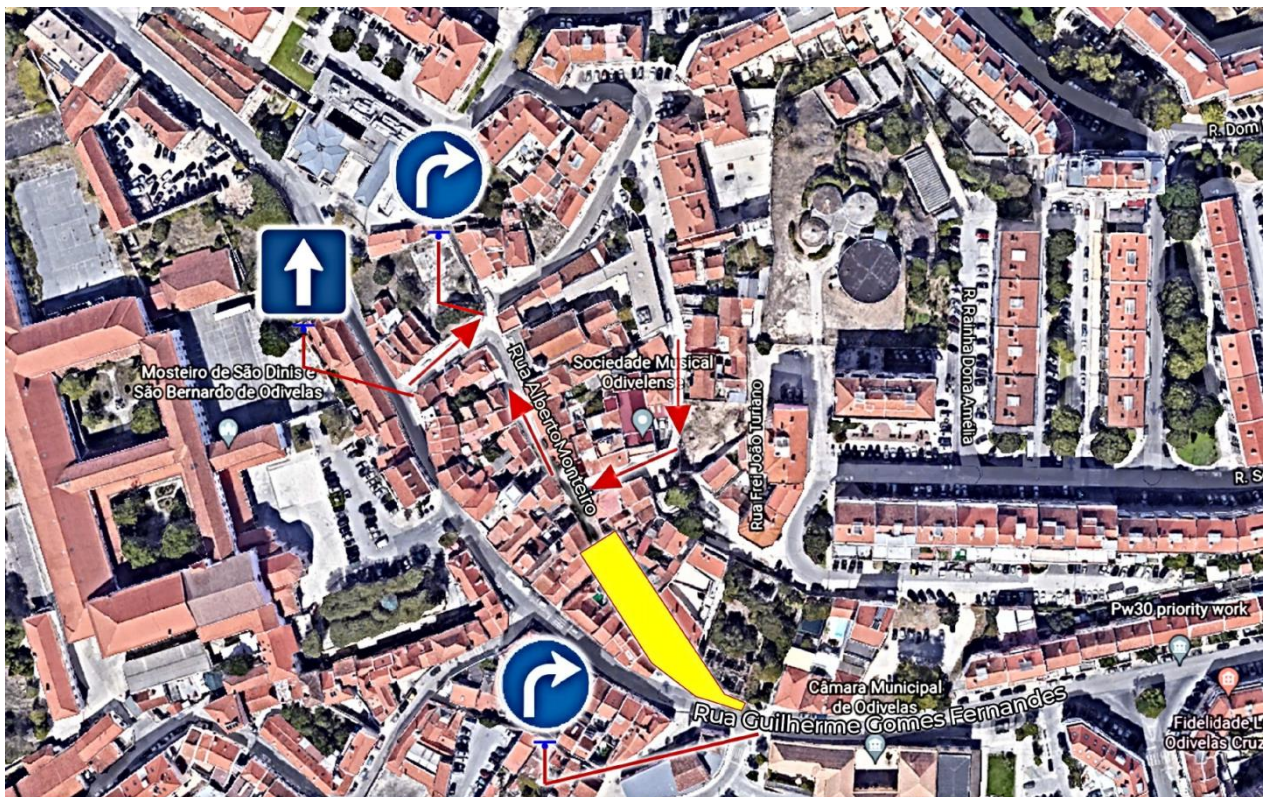 R. Dom
Mosteiro de São Dinis e
São Bernardo de Odivelas
Rua Alberto Monteiro
Sociedade Musical
Odivelense
Rua Frei João Turiano
R. Rainha Dona Amelia
Pw30 priority work
Câmara Municipal
de Odivelas
Rua Guilherme Gomes Fernandes
Fidelidade L
Odivelas Cruz